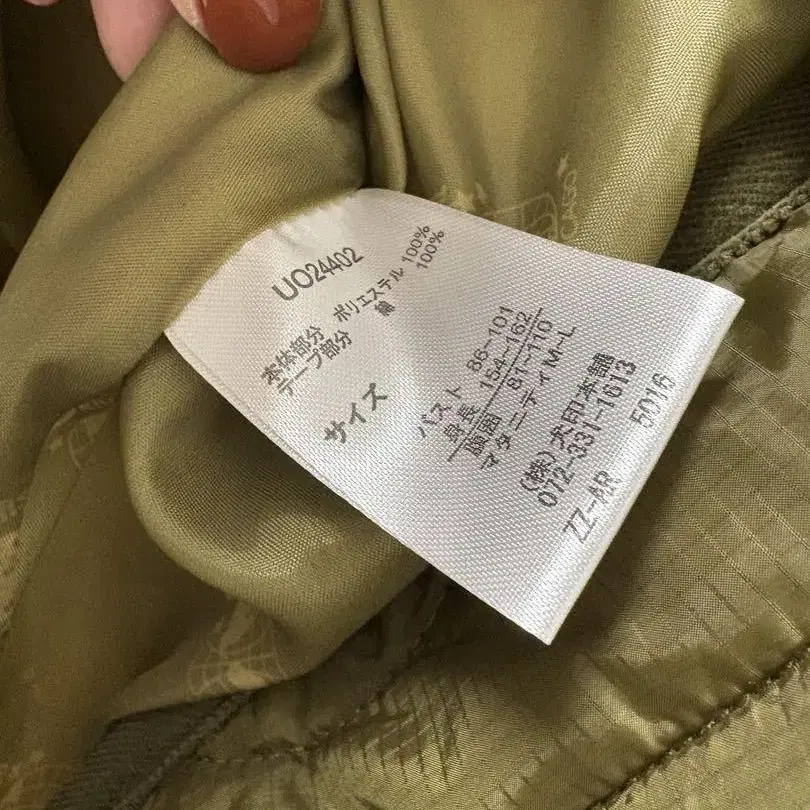 UO24402
本体部分 ポリエステル 100%
テープ部分 綿 100%
サイズ
バスト 86~101
身長 154~162
胸囲 81~110
マタニティM-L
(株)犬印本舗
072-331-1613
ZZ-AR 5016